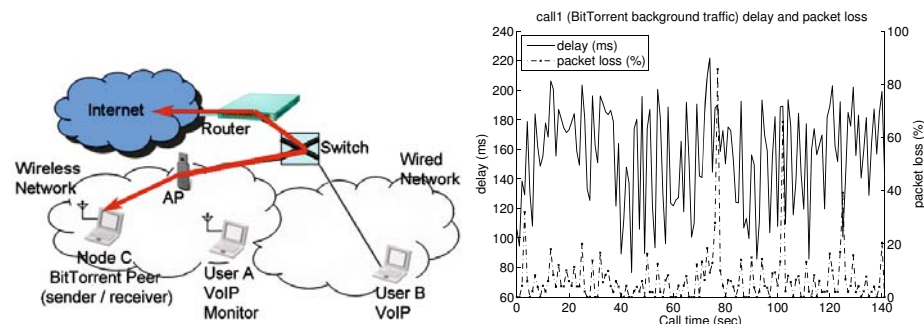 Internet
Router
Switch
Wireless
Network
Wired
Network
AP
Node C
BitTorrent Peer
(sender / receiver)
User A
VoIP
Monitor
User B
VoIP
call1 (BitTorrent background traffic) delay and packet loss
delay (ms)
packet loss (%)
240
220
200
180
160
140
120
100
80
60
delay (ms)
100
80
60
40
20
0
packet loss (%)
0 20 40 60 80 100 120 140
Call time (sec)